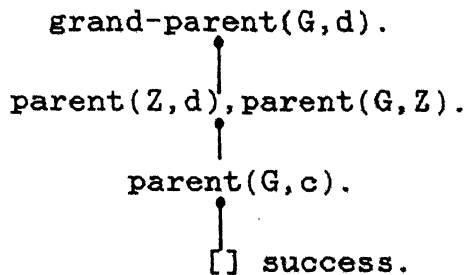 grand-parent(G,d).
parent(Z,d),parent(G,Z).
parent(G,c).
[] success.